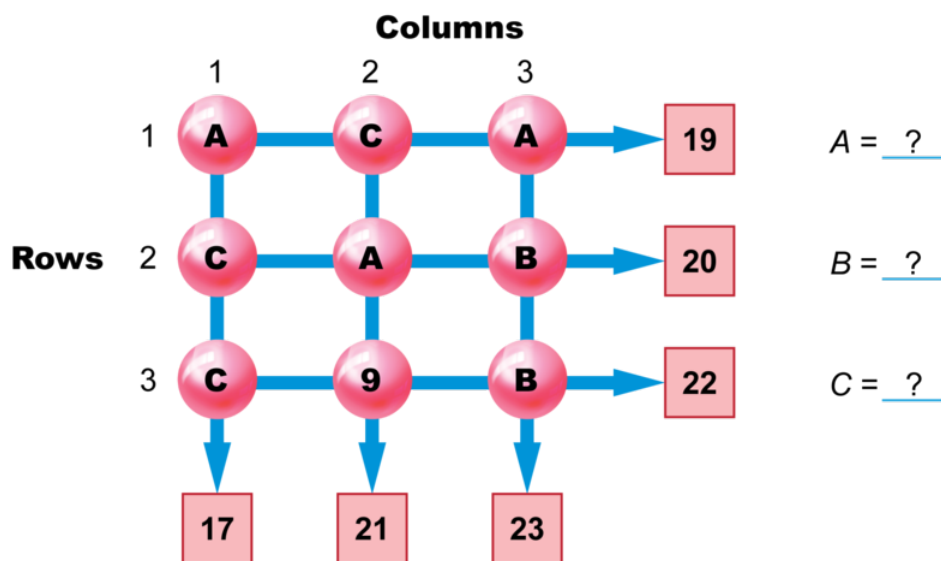 Columns
1 2 3
1 A C A 19 A = ?
Rows 2 C A B 20 B = ?
3 C 9 B 22 C = ?
17 21 23